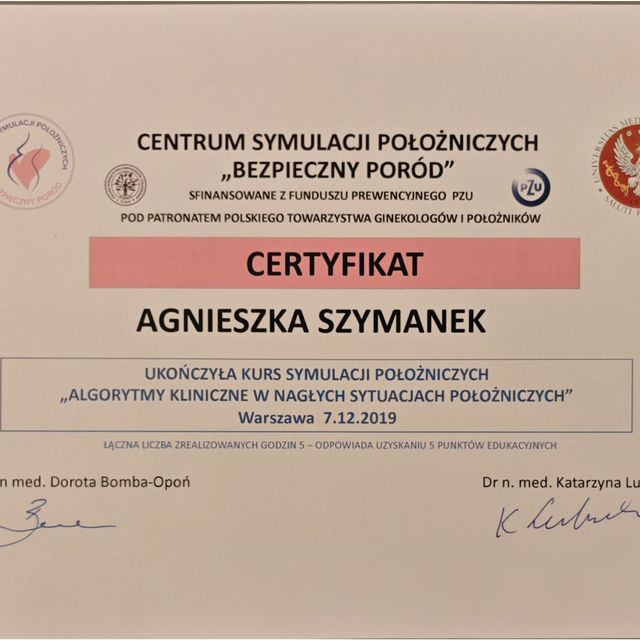 CENTRUM SYMULACJI POŁOŻNICZYCH
„BEZPIECZNY PORÓD”
SFINANSOWANE Z FUNDUSZU PREWENCYJNEGO PZU
PZU
POD PATRONATEM POLSKIEGO TOWARZYSTWA GINEKOLOGÓW I POŁOŻNIKÓW
CERTYFIKAT
AGNIESZKA SZYMANEK
UKOŃCZYŁA KURS SYMULACJI POŁOŻNICZYCH
„ALGORYTMY KLINICZNE W NAGŁYCH SYTUACJACH POŁOŻNICZYCH”
Warszawa 7.12.2019
ŁĄCZNA LICZBA ZREALIZOWANYCH GODZIN 5 – ODPOWIADA UZYSKANIU 5 PUNKTÓW EDUKACYJNYCH
n med. Dorota Bomba-Opoń
Dr n. med. Katarzyna Lu